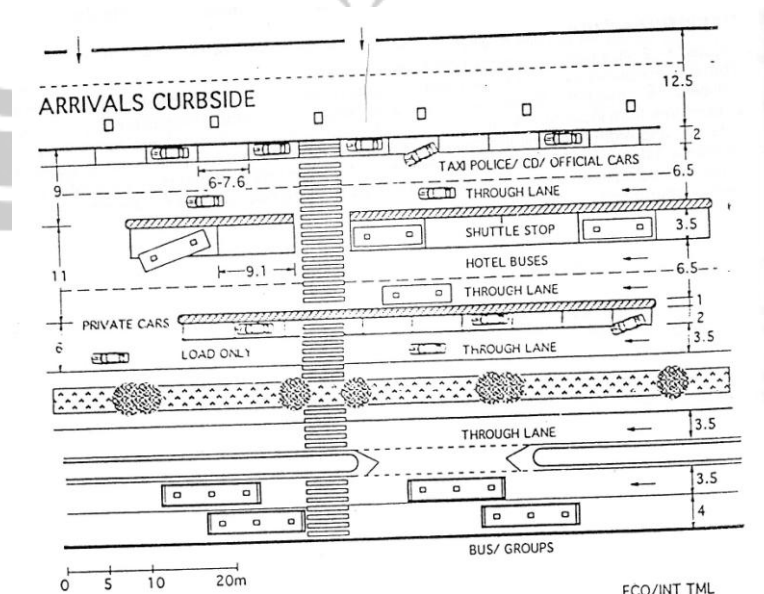 12.5
ARRIVALS CURBSIDE
2
TAXI POLICE/ CD/ OFFICIAL CARS
6-7.6
6.5
9
THROUGH LANE
SHUTTLE STOP
3.5
11
9.1
HOTEL BUSES
6.5
THROUGH LANE
1
PRIVATE CARS
2
6
LOAD ONLY
THROUGH LANE
3.5
THROUGH LANE
3.5
3.5
4
BUS/ GROUPS
0 5 10 20m
ECO/INT TML